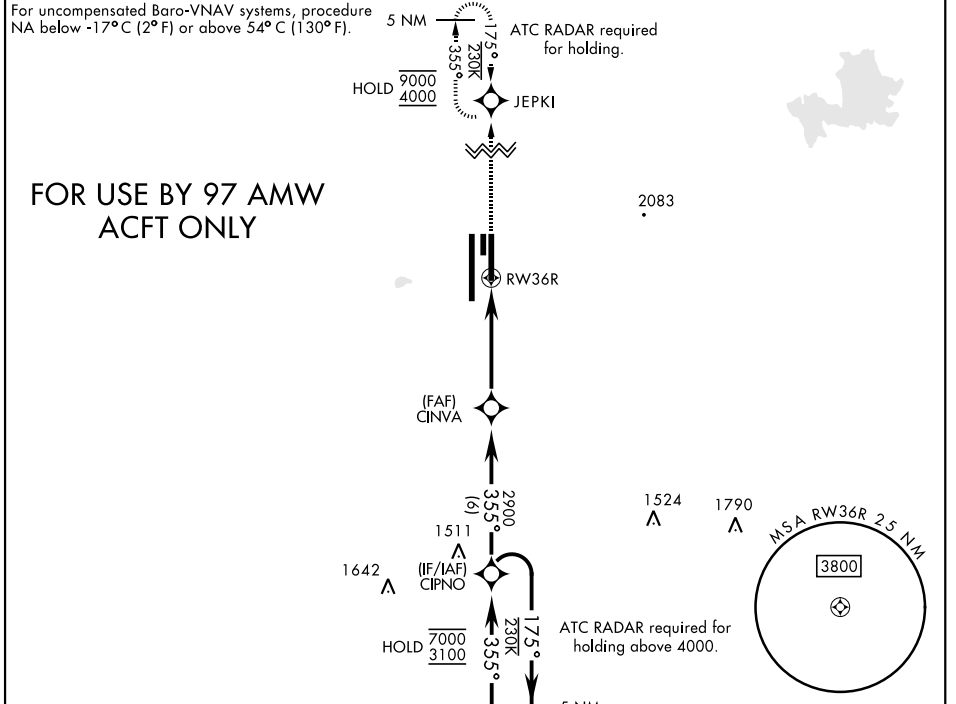 For uncompensated Baro-VNAV systems, procedure
NA below -17°C (2°F) or above 54°C (130°F).
5 NM
175°
ATC RADAR required
for holding.
230K
355°
HOLD 9000
4000
JEPKI
FOR USE BY 97 AMW
ACFT ONLY
2083
RW36R
(FAF)
CINVA
2900
355°
(6)
1524
1790
1511
MSA RW36R 25 NM
3800
1642
(IF/IAF)
CIPNO
HOLD 7000
3100
355°
230K
175°
ATC RADAR required for
holding above 4000.
5 NM